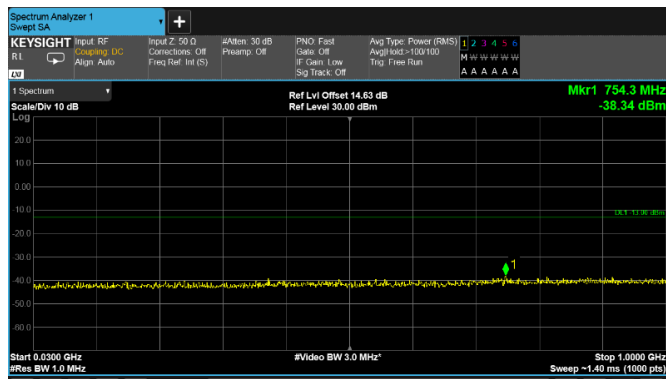 Spectrum Analyzer 1
Swept SA
+
KEYSIGHT Input: RF Input Z: 50 Ω #Atten: 30 dB PNO: Fast Avg Type: Power (RMS) 1 2 3 4 5 6
RL Coupling: DC Corrections: Off Preamp: Off Gate: Off Avg|Hold:>100/100 M W W W W W
Align: Auto Freq Ref: Int (S) IF Gain: Low Trig: Free Run
Sig Track: Off A A A A A A
LXI
1 Spectrum Ref Lvl Offset 14.63 dB Mkr1 754.3 MHz
Scale/Div 10 dB Ref Level 30.00 dBm -38.34 dBm
Log
20.0
10.0
0.00
-10.0
DL1 -13.00 dBm
-20.0
-30.0
1
-40.0
-50.0
-60.0
Start 0.0300 GHz #Video BW 3.0 MHz* Stop 1.0000 GHz
#Res BW 1.0 MHz Sweep ~1.40 ms (1000 pts)